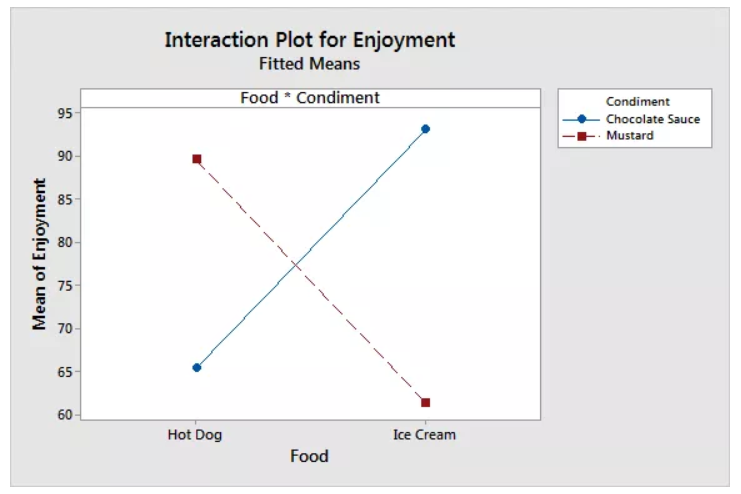 Interaction Plot for Enjoyment
Fitted Means
Food * Condiment
Condiment
Chocolate Sauce
Mustard
95
90
85
80
75
70
65
60
Mean of Enjoyment
Hot Dog Ice Cream
Food